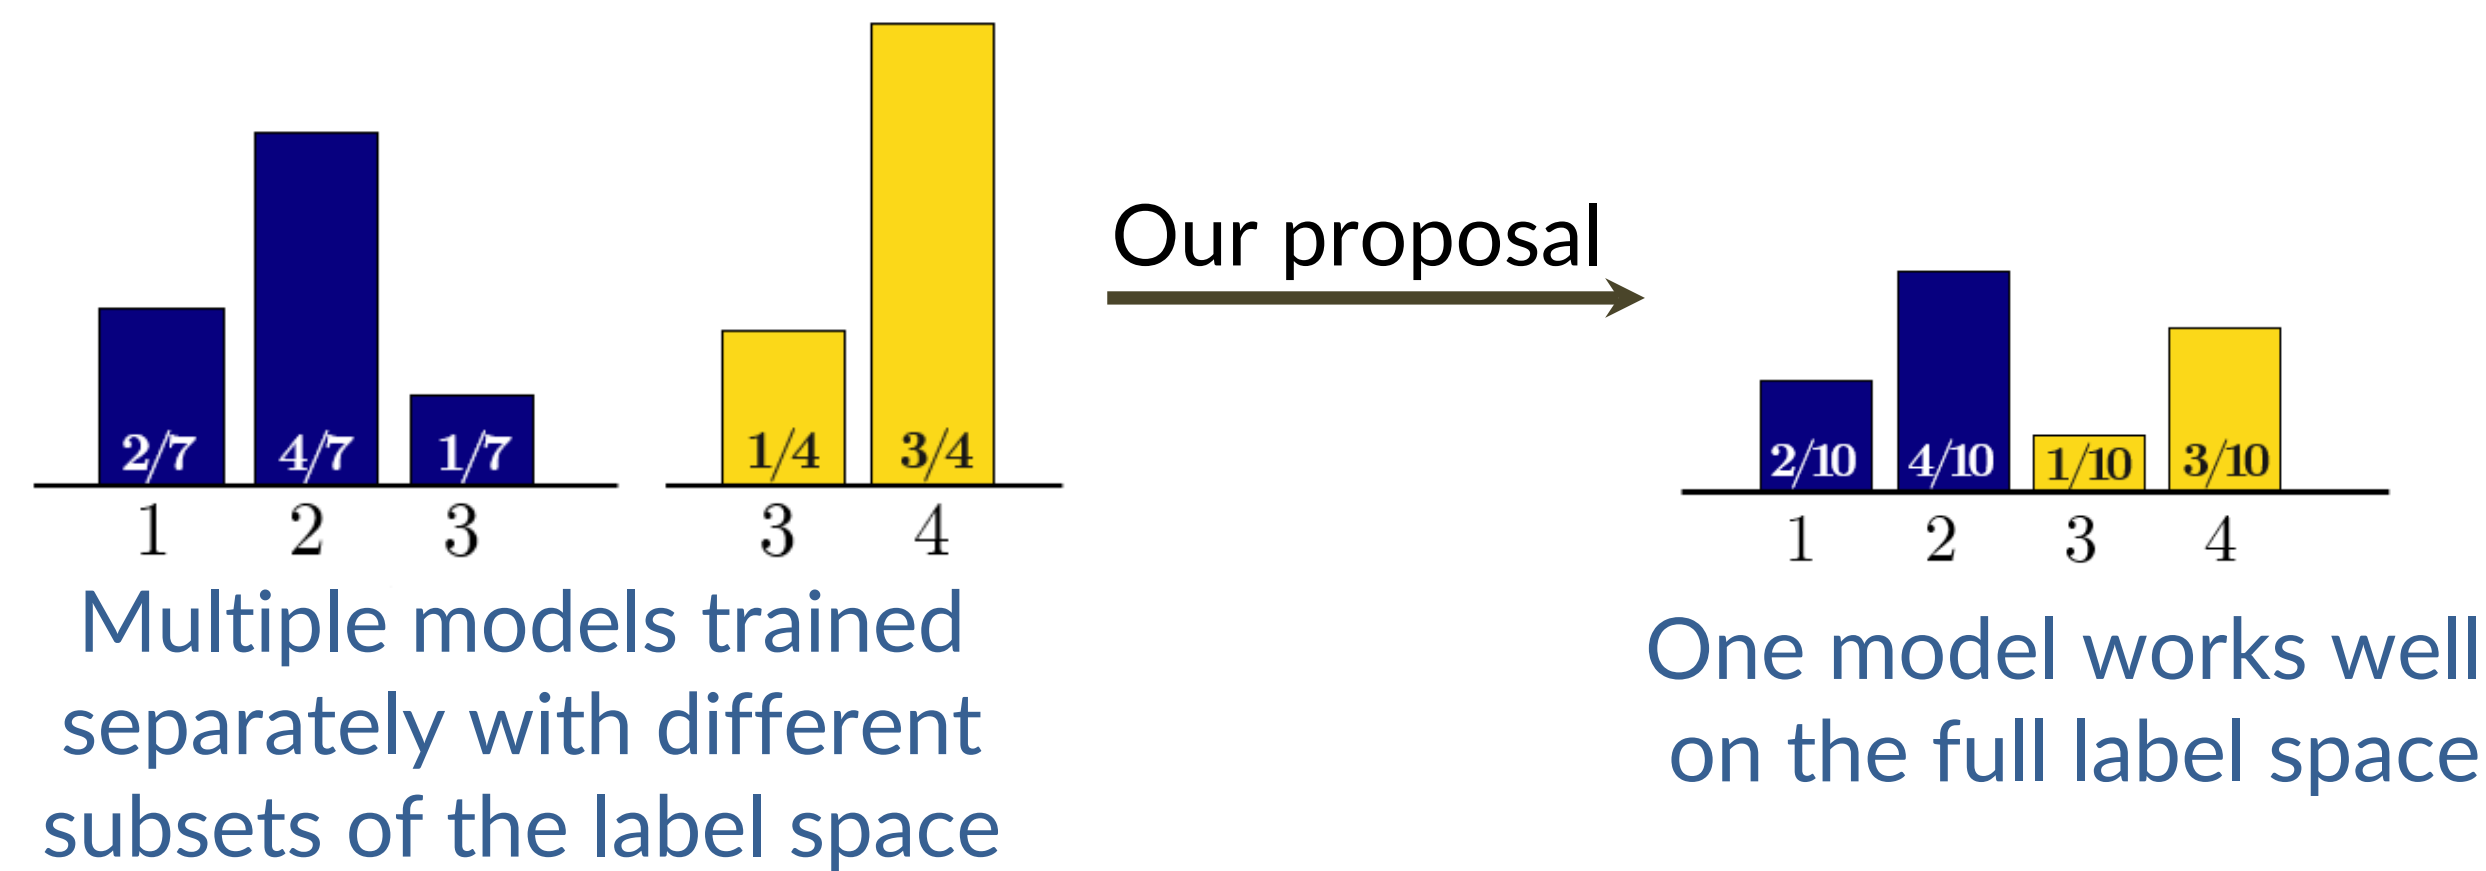 2/7 4/7 1/7
1 2 3
1/4 3/4
3 4
Multiple models trained
separately with different
subsets of the label space
Our proposal
2/10 4/10 1/10 3/10
1 2 3 4
One model works well
on the full label space